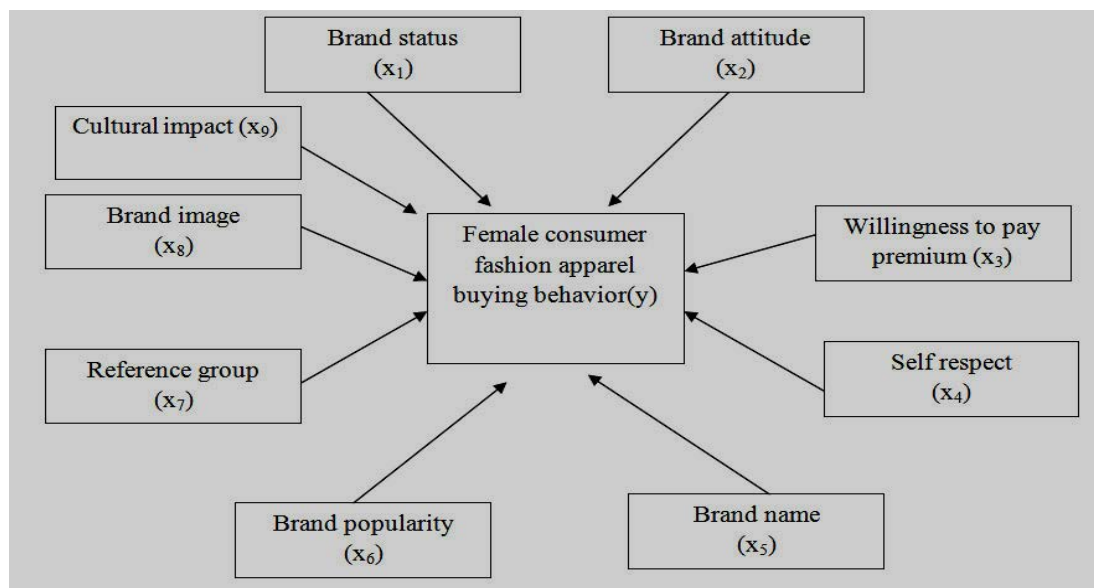 Brand status
(x₁)
Brand attitude
(x₂)
Cultural impact (x₉)
Brand image
(x₈)
Female consumer
fashion apparel
buying behavior(y)
Willingness to pay
premium (x₃)
Reference group
(x₇)
Self respect
(x₄)
Brand popularity
(x₆)
Brand name
(x₅)